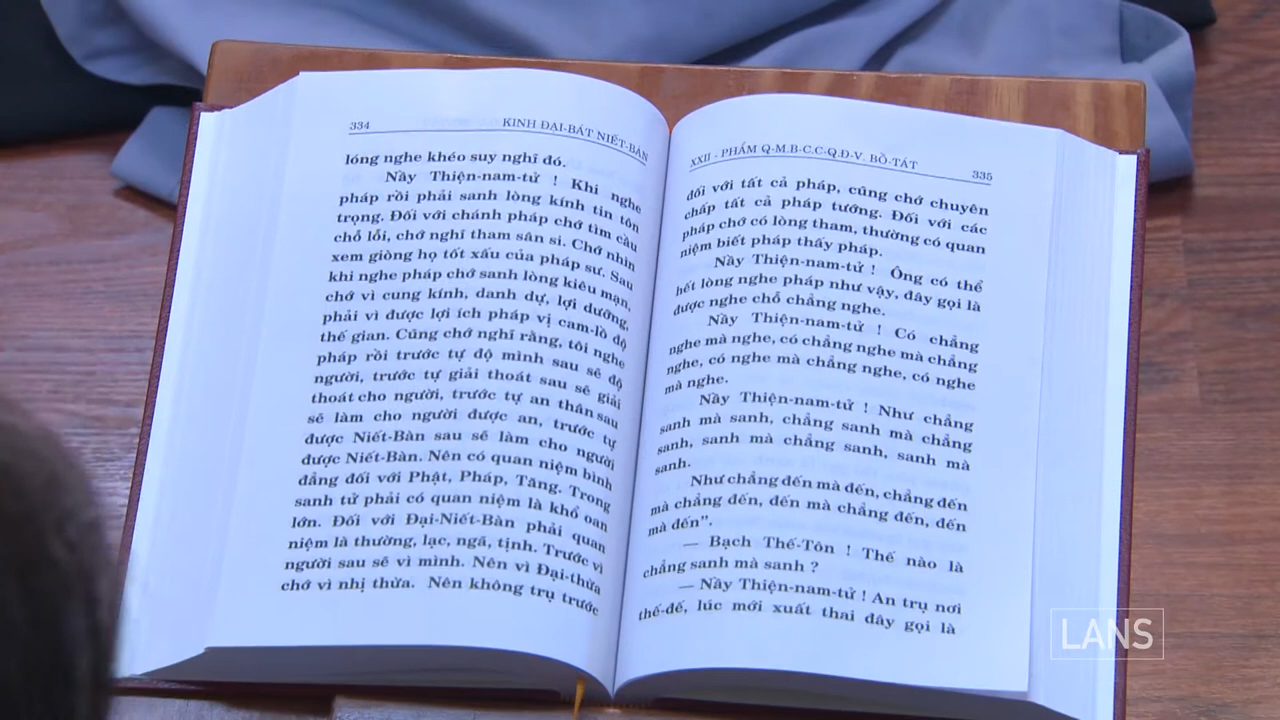 334
KINH ĐẠI-BÁT NIẾT-BÀN
lóng nghe khéo suy nghĩ đó.
Nầy Thiện-nam-tử ! Khi nghe
pháp rồi phải sanh lòng kính tin tôn
trọng. Đối với chánh pháp chớ tìm cầu
chỗ lỗi, chớ nghĩ tham sân si. Chớ nhìn
xem giòng họ tốt xấu của pháp sư. Sau
khi nghe pháp chớ sanh lòng kiêu mạn,
chớ vì cung kính, danh dự, lợi dưỡng,
phải vì được lợi ích pháp vị cam-lồ độ
thế gian. Cũng chớ nghĩ rằng, tôi nghe
pháp rồi trước tự độ mình sau sẽ độ
người, trước tự giải thoát sau sẽ giải
thoát cho người, trước tự an thân sau
sẽ làm cho người được an, trước tự
được Niết-Bàn sau sẽ làm cho người
được Niết-Bàn. Nên có quan niệm bình
đẳng đối với Phật, Pháp, Tăng. Trong
sanh tử phải có quan niệm là khổ oan
lớn. Đối với Đại-Niết-Bàn phải quan
niệm là thường, lạc, ngã, tịnh. Trước vì
người sau sẽ vì mình. Nên vì Đại-thừa
chớ vì nhị thừa. Nên không trụ trước
XXII - PHẨM Q-M.B-C.C-Q.Đ-V. BỒ-TÁT
335
đối với tất cả pháp, cũng chớ chuyên
chấp tất cả pháp tướng. Đối với các
pháp chớ có lòng tham, thường có quan
niệm biết pháp thấy pháp.
Nầy Thiện-nam-tử ! Ông có thể
hết lòng nghe pháp như vậy, đây gọi là
được nghe chỗ chẳng nghe.
Nầy Thiện-nam-tử ! Có chẳng
nghe mà nghe, có chẳng nghe mà chẳng
nghe, có nghe mà chẳng nghe, có nghe
mà nghe.
Nầy Thiện-nam-tử ! Như chẳng
sanh mà sanh, chẳng sanh mà chẳng
sanh, sanh mà chẳng sanh, sanh mà
sanh.
Như chẳng đến mà đến, chẳng đến
mà chẳng đến, đến mà chẳng đến, đến
mà đến”.
— Bạch Thế-Tôn ! Thế nào là
chẳng sanh mà sanh ?
— Nầy Thiện-nam-tử ! An trụ nơi
thế-đế, lúc mới xuất thai đây gọi là
LANS